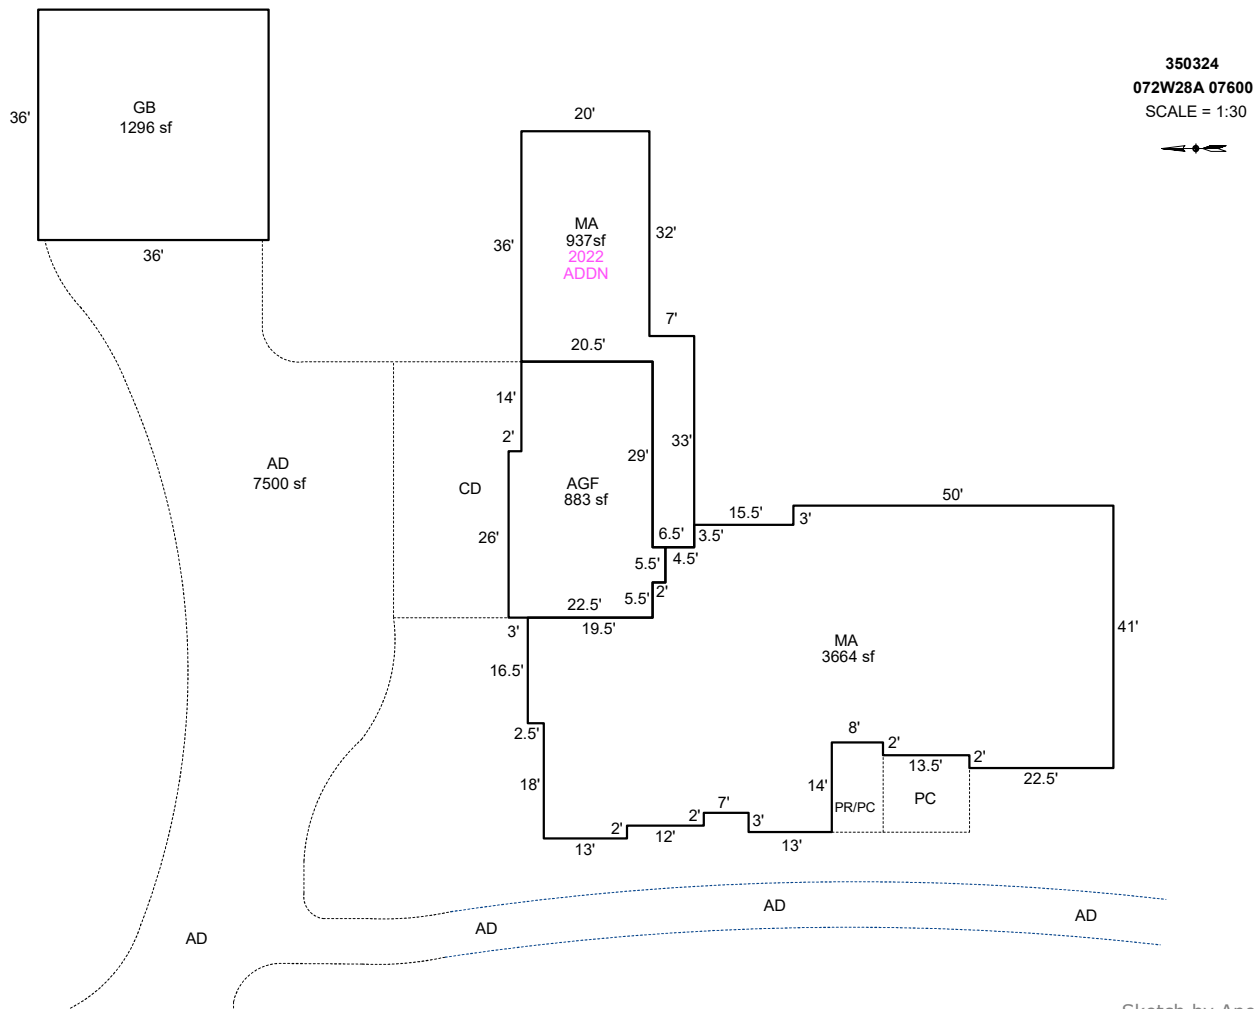 350324
072W28A 07600
SCALE = 1:30
36'
GB
1296 sf
36'
20'
36'
MA
937sf
2022
ADDN
32'
7'
20.5'
14'
2'
29'
33'
AD
7500 sf
CD
AGF
883 sf
26'
50'
15.5'
3'
3.5'
6.5'
4.5'
5.5'
2'
5.5'
22.5'
19.5'
3'
16.5'
MA
3664 sf
41'
2.5'
18'
8'
2'
13.5'
2'
22.5'
14'
PR/PC
PC
7'
2'
3'
2'
12'
13'
13'
AD
AD
AD
AD